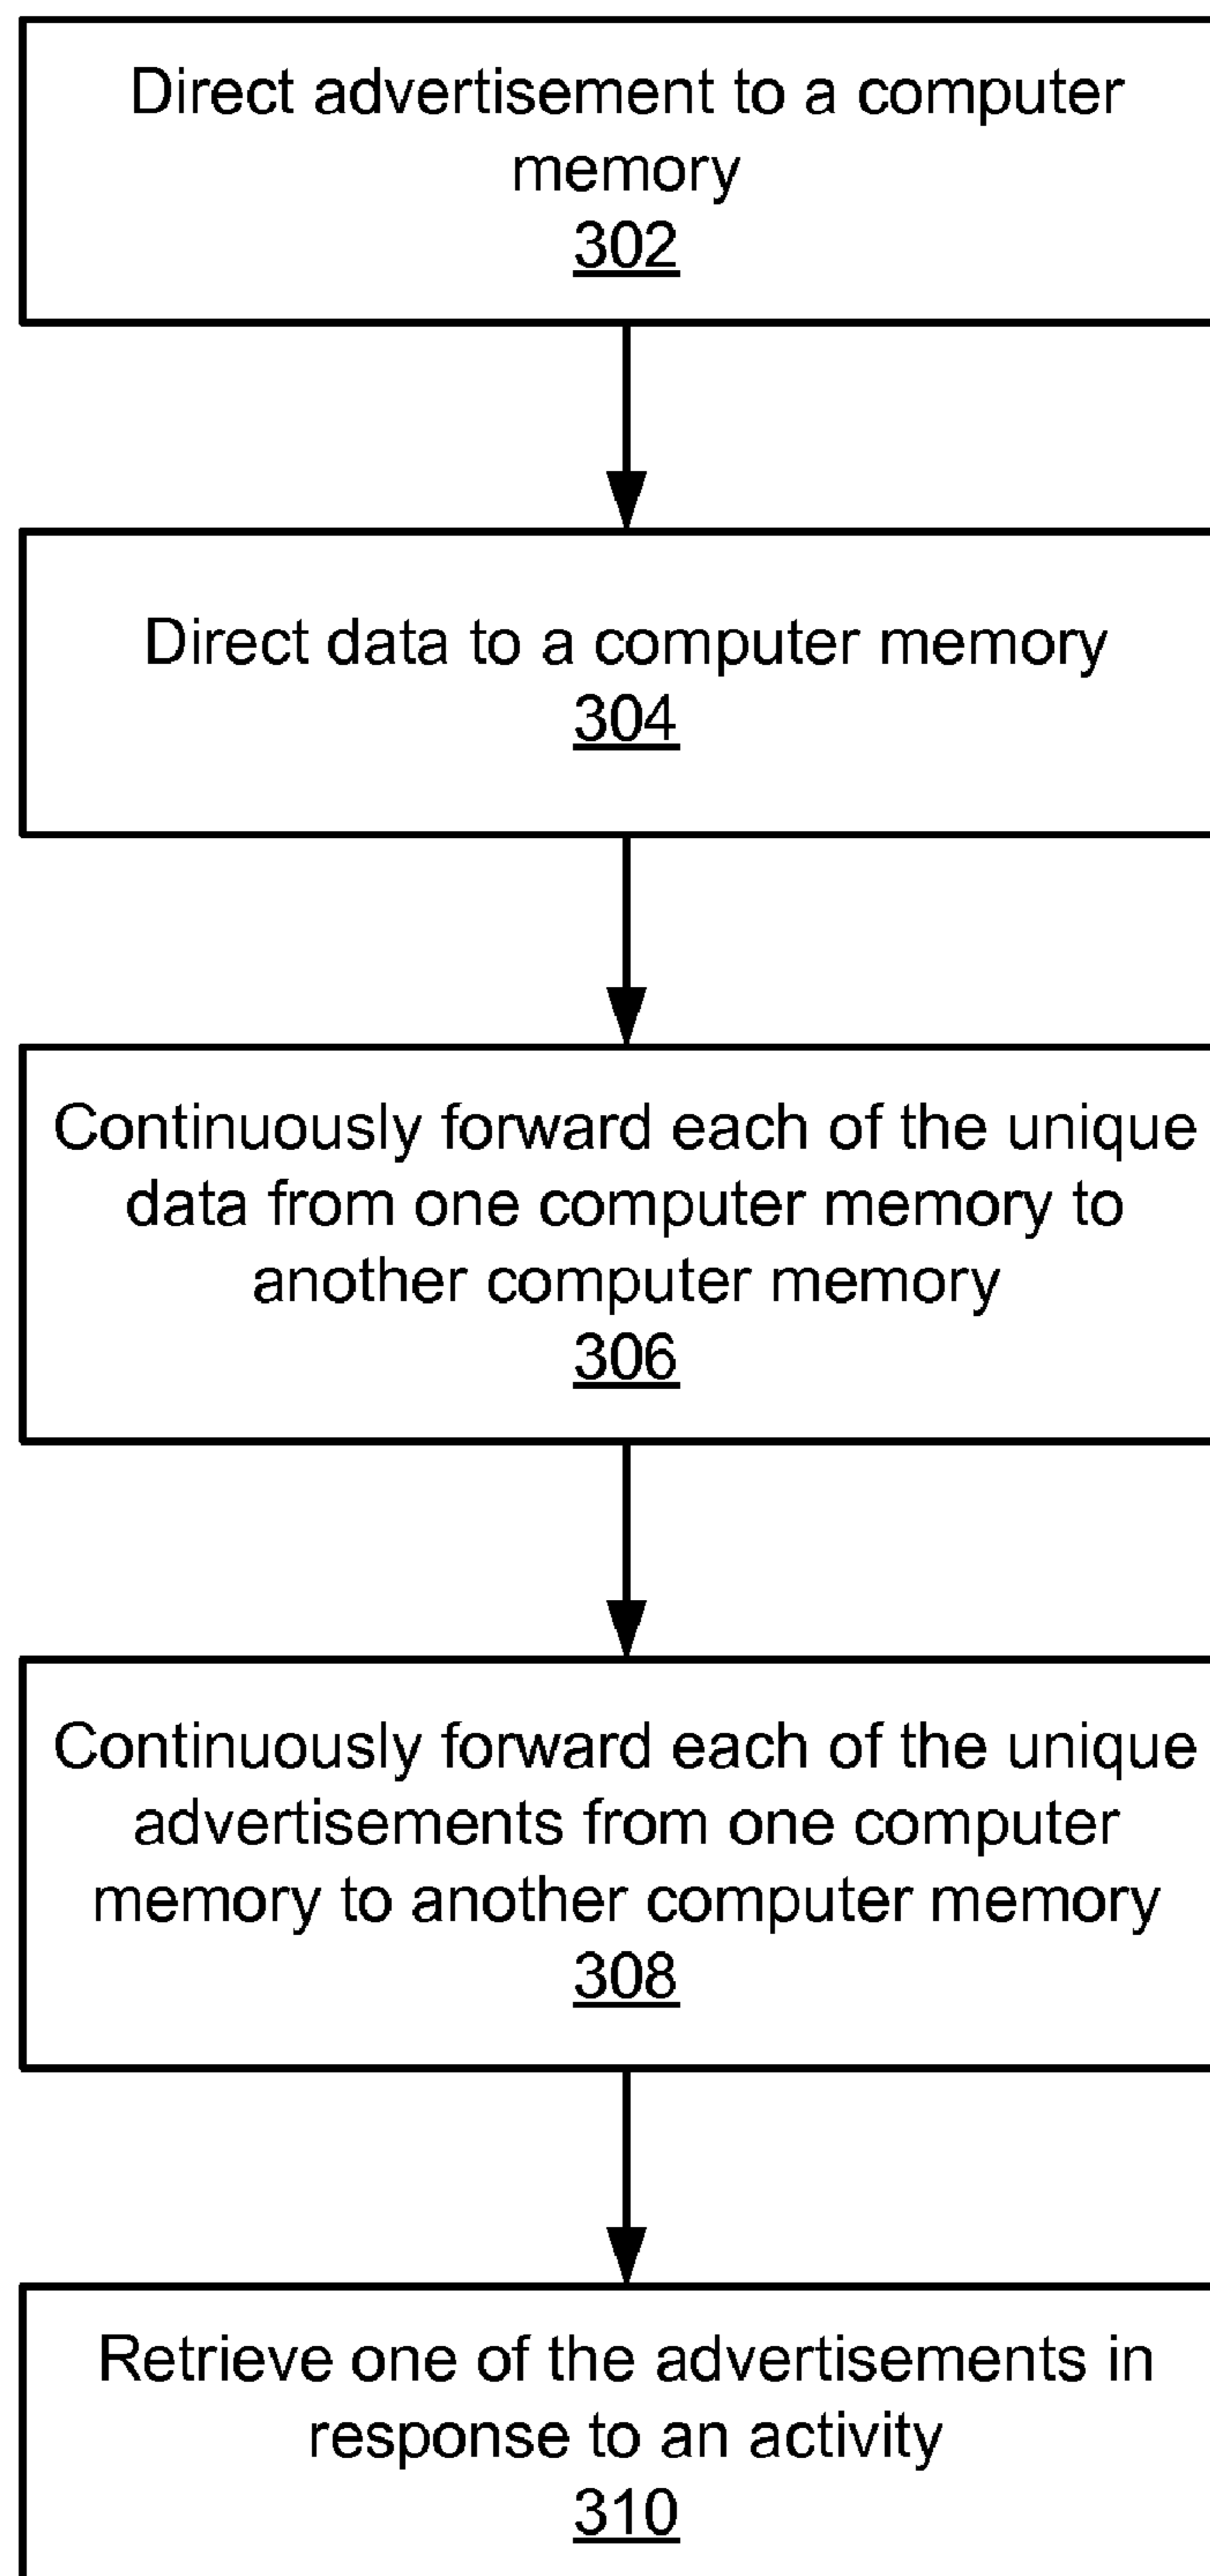 Direct advertisement to a computer
memory
302
Direct data to a computer memory
304
Continuously forward each of the unique
data from one computer memory to
another computer memory
306
Continuously forward each of the unique
advertisements from one computer
memory to another computer memory
308
Retrieve one of the advertisements in
response to an activity
310